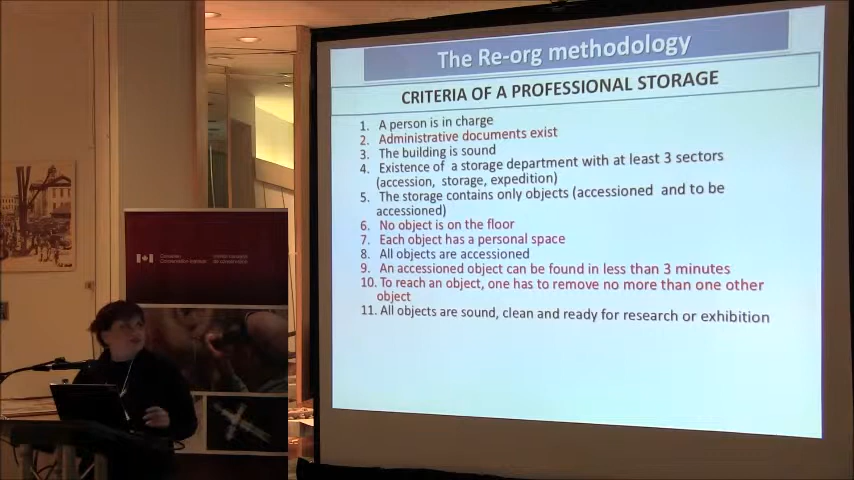 The Re-org methodology
CRITERIA OF A PROFESSIONAL STORAGE
1. A person is in charge
2. Administrative documents exist
3. The building is sound
4. Existence of a storage department with at least 3 sectors
(accession, storage, expedition)
5. The storage contains only objects (accessioned and to be
accessioned)
6. No object is on the floor
7. Each object has a personal space
8. All objects are accessioned
9. An accessioned object can be found in less than 3 minutes
10. To reach an object, one has to remove no more than one other
object
11. All objects are sound, clean and ready for research or exhibition
Canadian
Conservation Institute